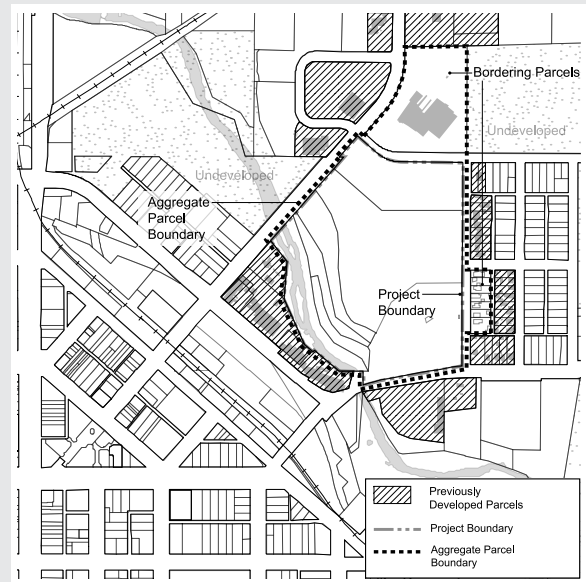 Bordering Parcels
Undeveloped
Undeveloped
Aggregate
Parcel
Boundary
Project
Boundary
Previously
Developed Parcels
Project Boundary
Aggregate Parcel
Boundary